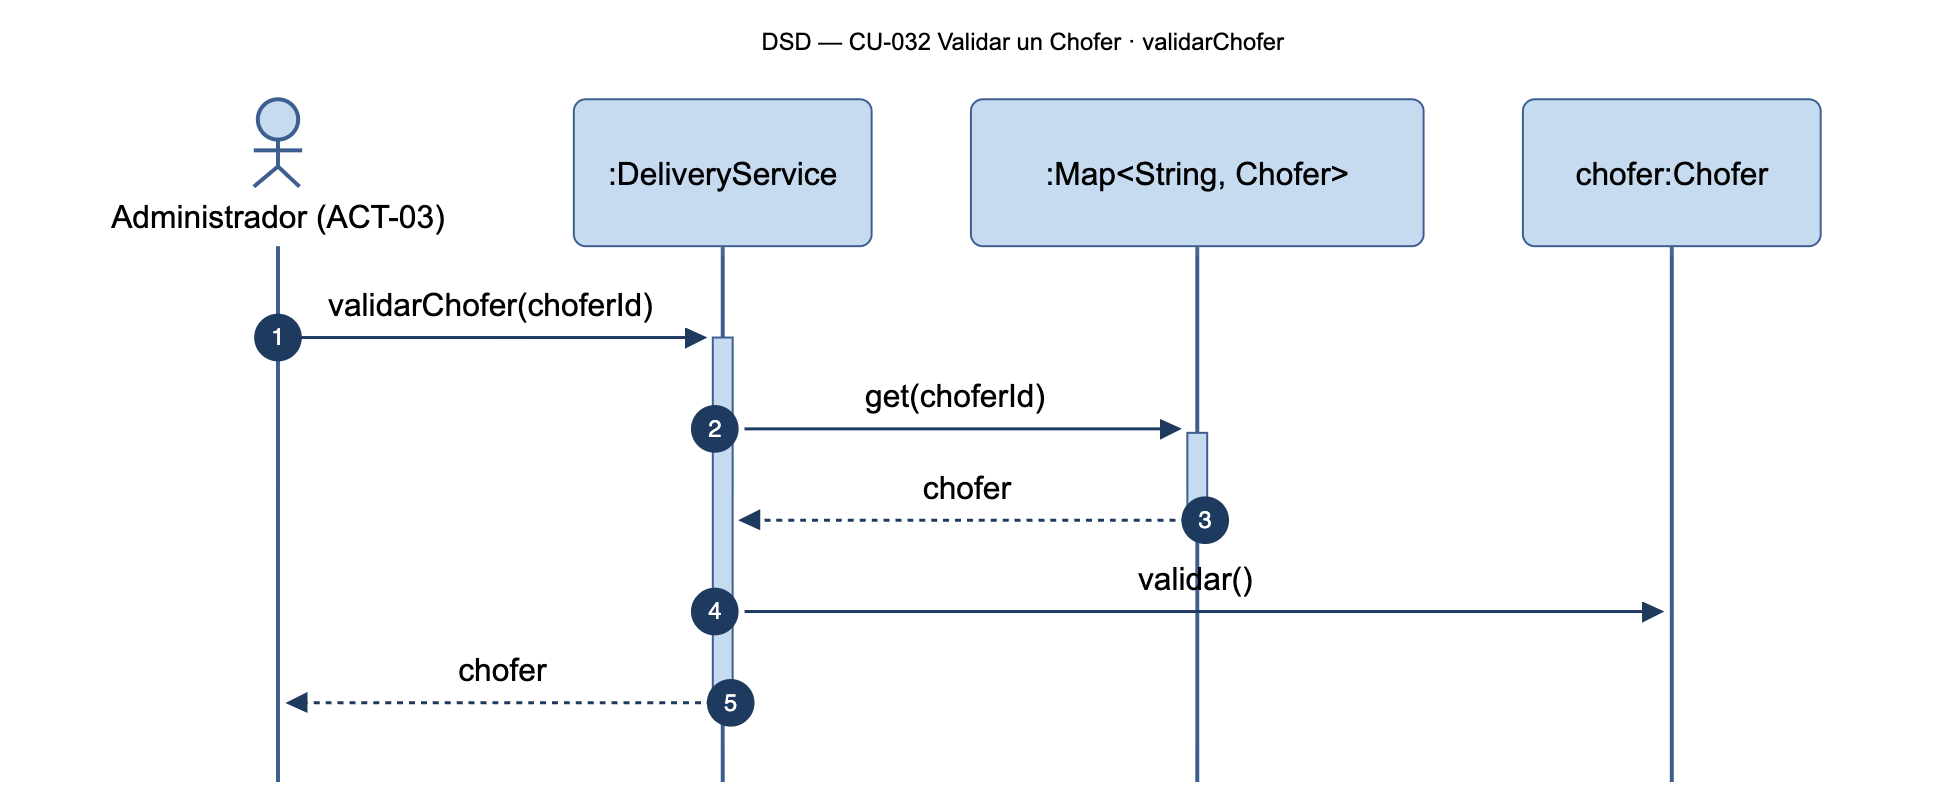 DSD — CU-032 Validar un Chofer · validarChofer
Administrador (ACT-03)
:DeliveryService
:Map<String, Chofer>
chofer:Chofer
validarChofer(choferId)
1
get(choferId)
2
chofer
3
validar()
4
chofer
5